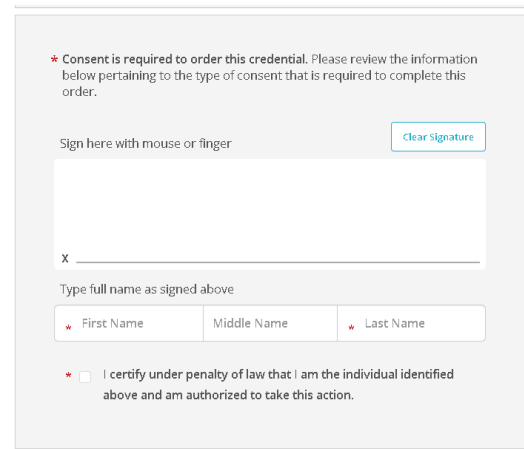 * Consent is required to order this credential. Please review the information
below pertaining to the type of consent that is required to complete this
order.
Clear Signature
Sign here with mouse or finger
X
Type full name as signed above
* First Name Middle Name * Last Name
* I certify under penalty of law that I am the individual identified
above and am authorized to take this action.